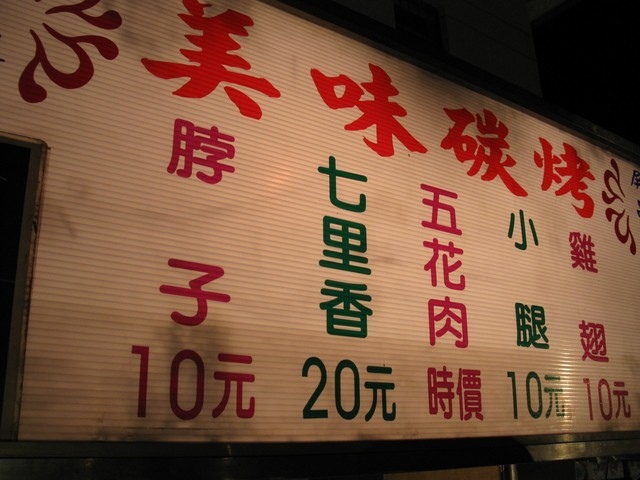 美味碳烤
脖子
10元
七里香
20元
五花肉
時價
小腿
10元
雞翅
10元